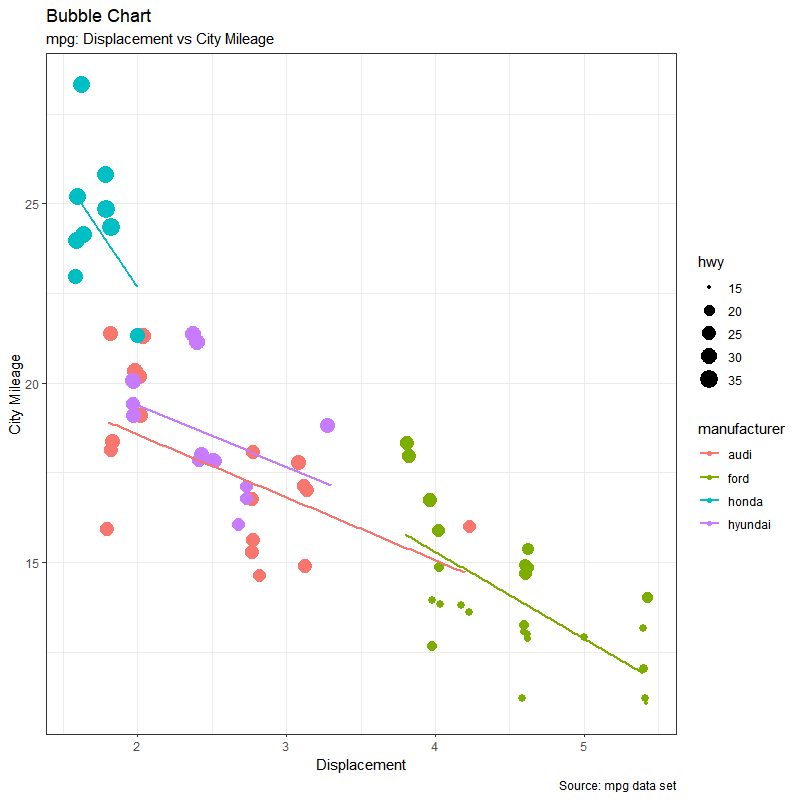 Bubble Chart
mpg: Displacement vs City Mileage
City Mileage
25
20
15
2
3
4
5
Displacement
Source: mpg data set
hwy
15
20
25
30
35
manufacturer
audi
ford
honda
hyundai